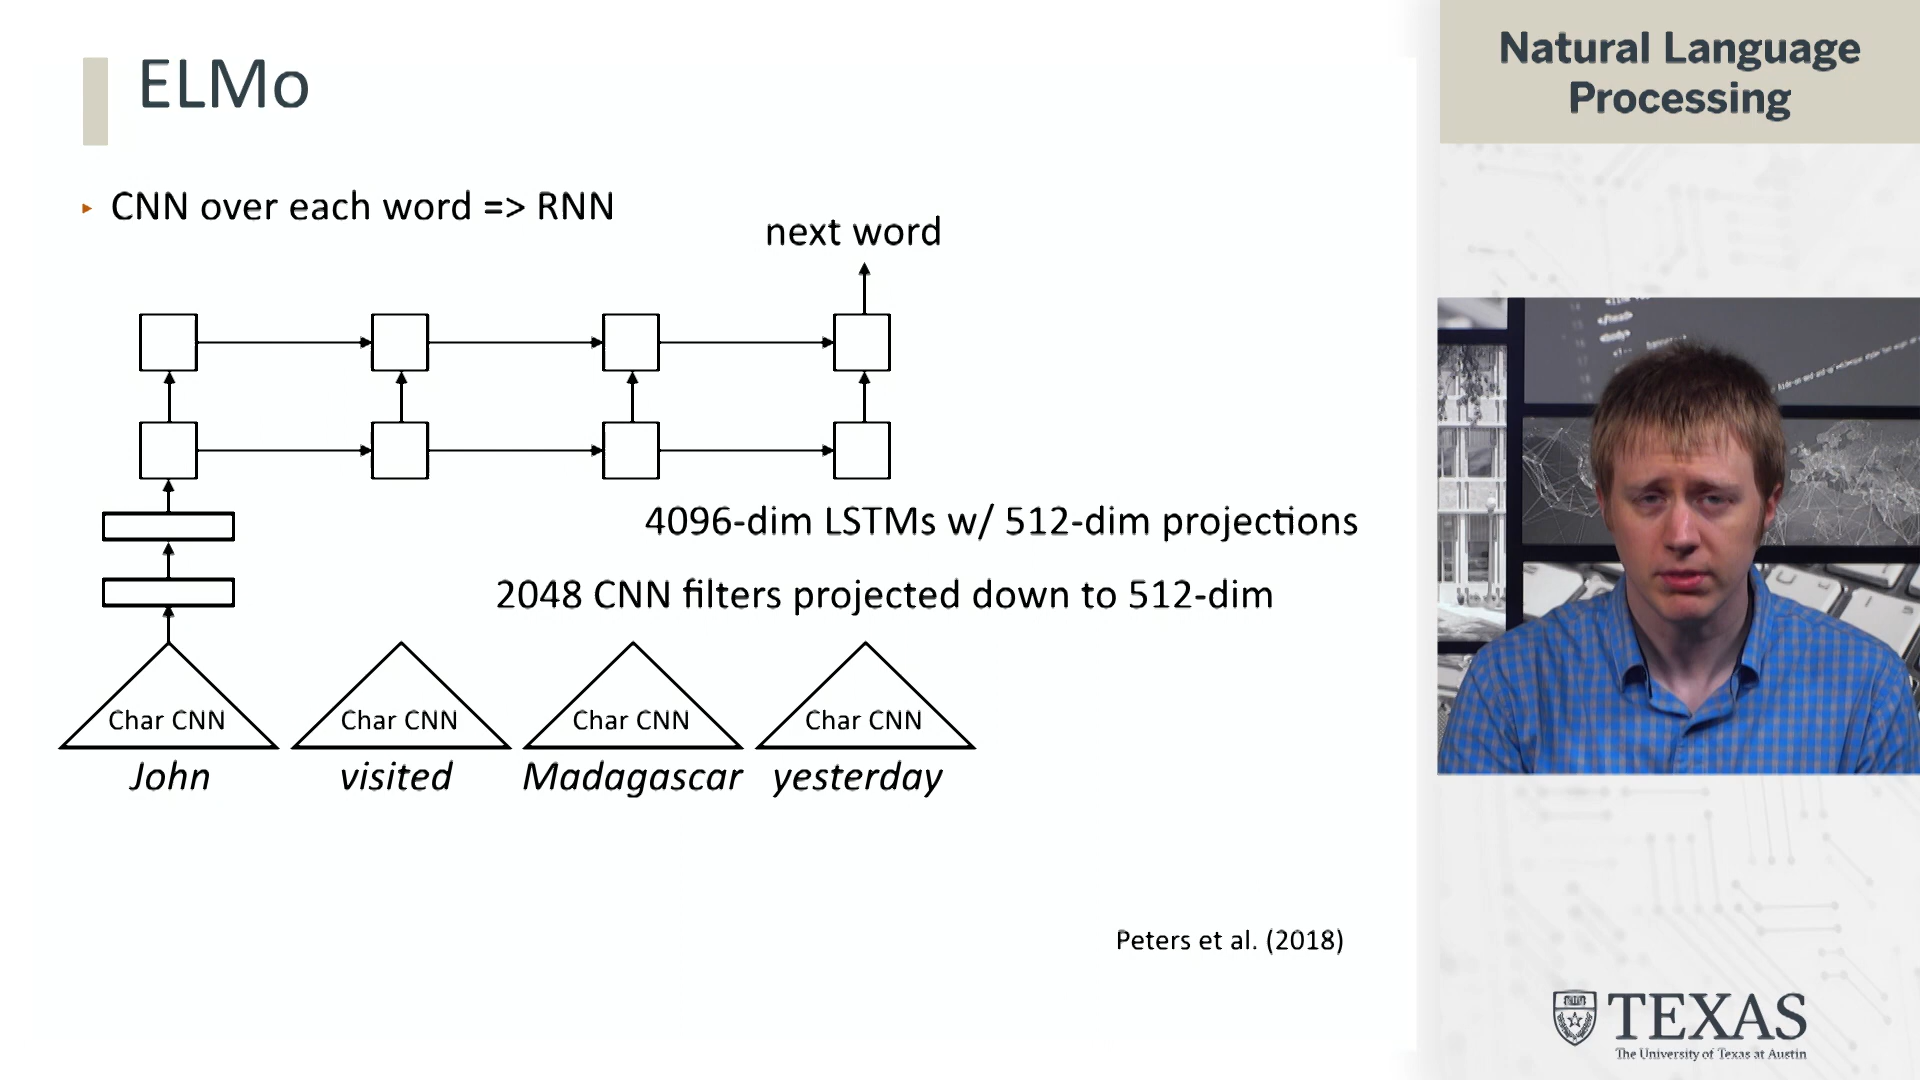 ELMo
▸ CNN over each word => RNN
next word
4096-dim LSTMs w/ 512-dim projections
2048 CNN filters projected down to 512-dim
Char CNN Char CNN Char CNN Char CNN
John visited Madagascar yesterday
Peters et al. (2018)
Natural Language
Processing
</head>
<body>
TEXAS
The University of Texas at Austin